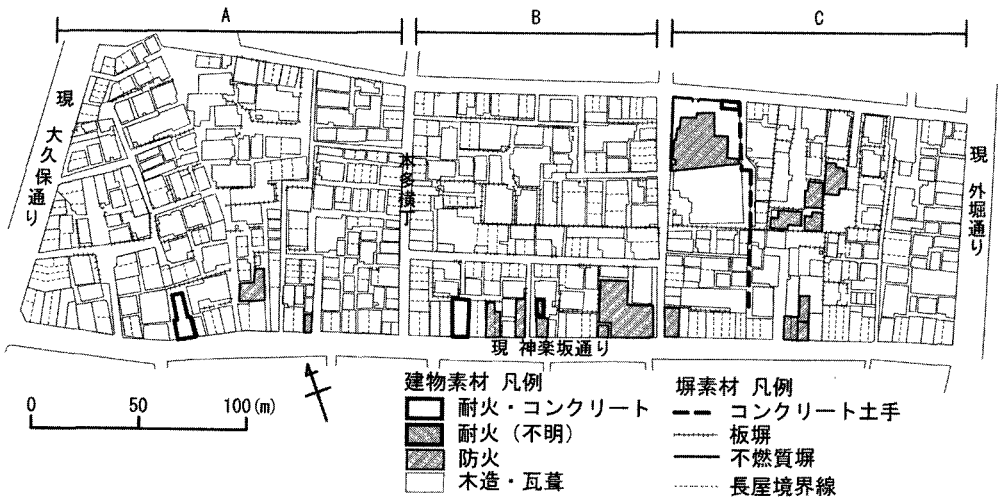 A
B
C
現 大久保通り
本多横丁
現 外堀通り
現 神楽坂通り
0 50 100(m)
建物素材 凡例
耐火・コンクリート
耐火(不明)
防火
木造・瓦葺
塀素材 凡例
コンクリート土手
板塀
不燃質塀
長屋境界線